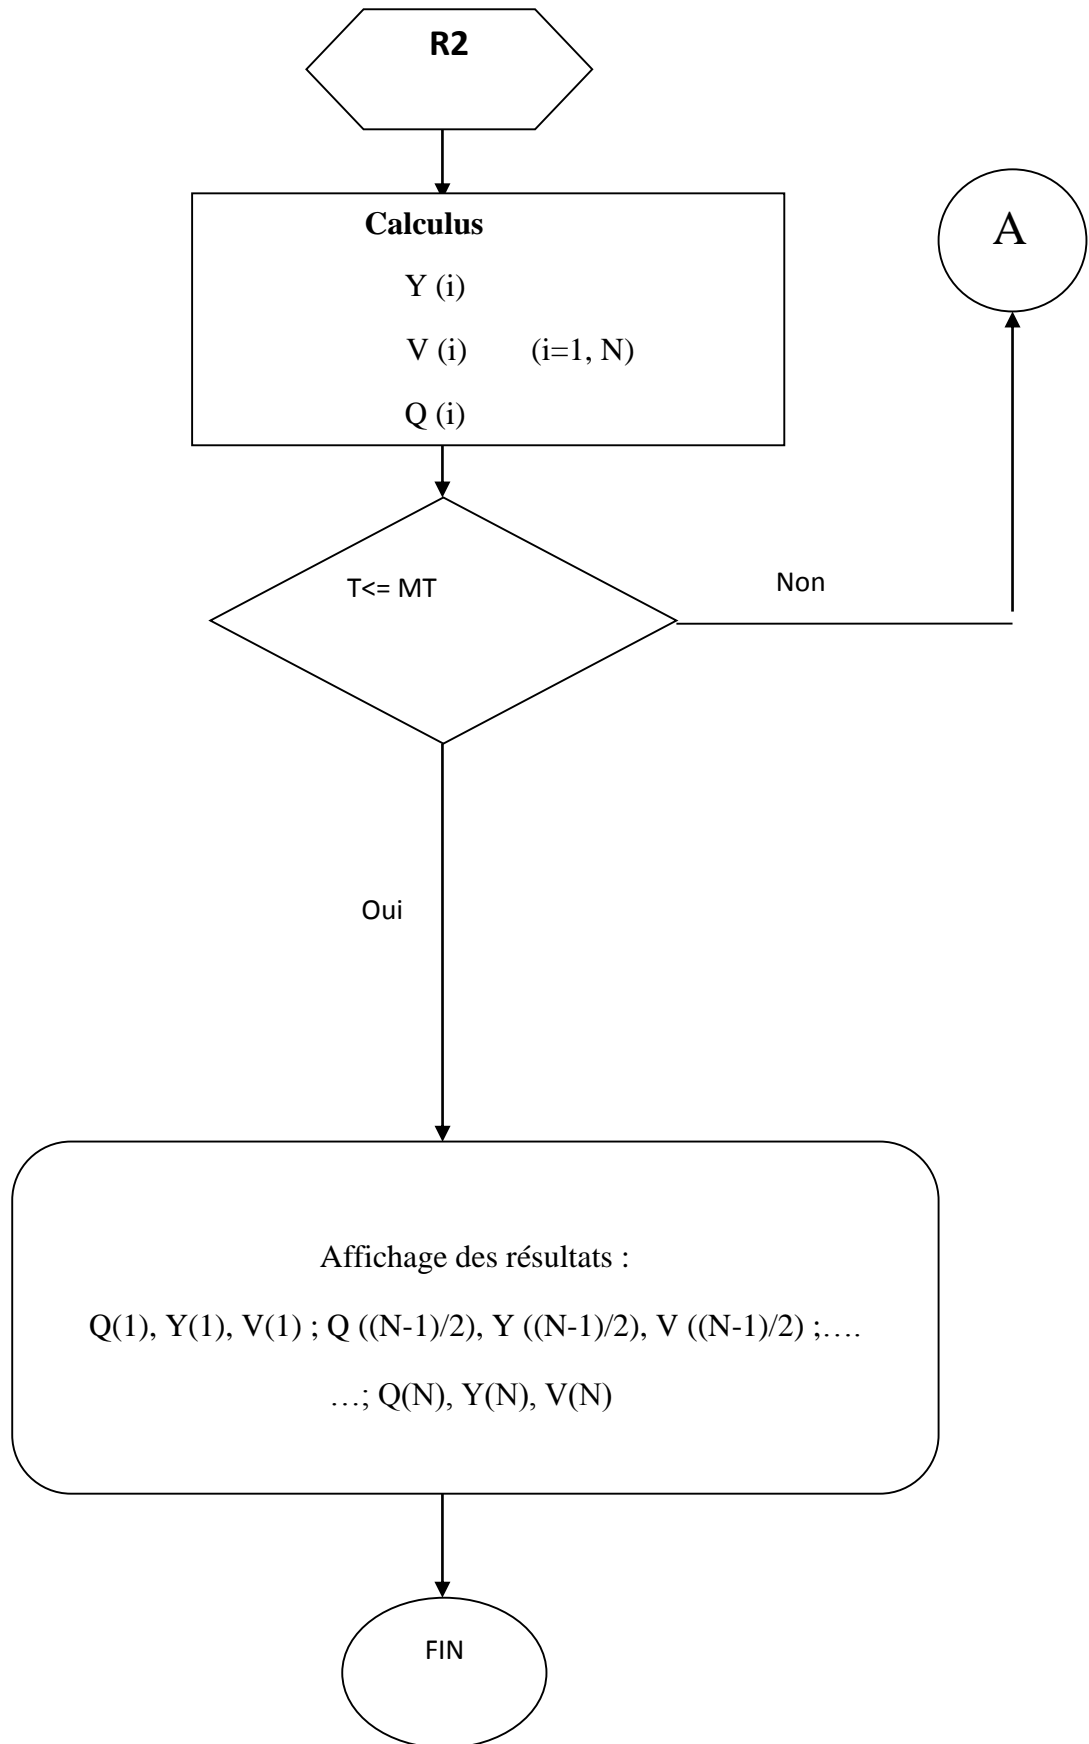 R2
Calculus
A
Y (i)
V (i) (i=1, N)
Q (i)
T<= MT
Non
Oui
Affichage des résultats :
Q(1), Y(1), V(1) ; Q ((N-1)/2), Y ((N-1)/2), V ((N-1)/2) ;….
…; Q(N), Y(N), V(N)
FIN